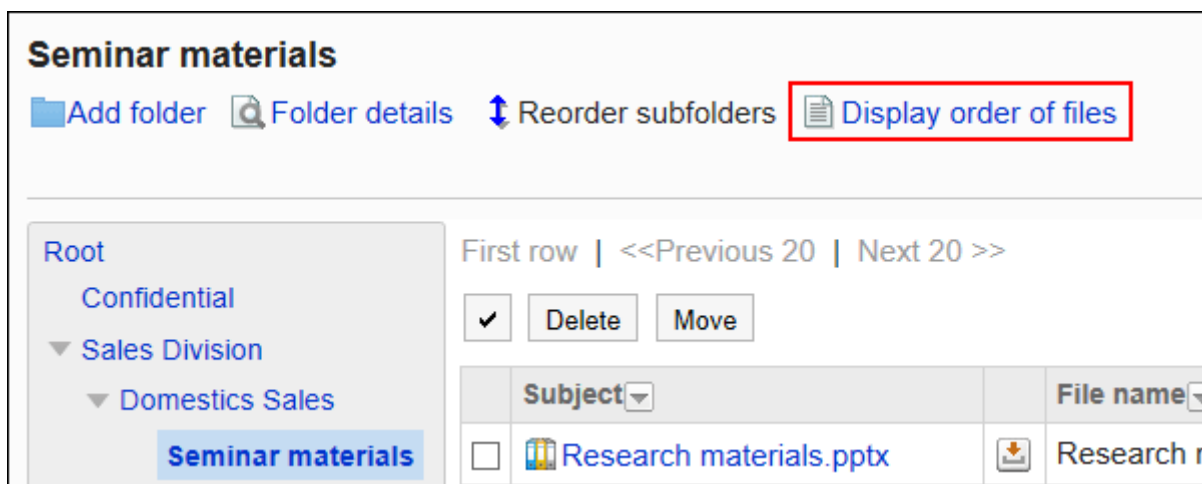 Seminar materials
Add folder Folder details Reorder subfolders Display order of files
Root
Confidential
Sales Division
Domestics Sales
Seminar materials
First row | <<Previous 20 | Next 20 >>
Delete Move
Subject File name
Research materials.pptx Research